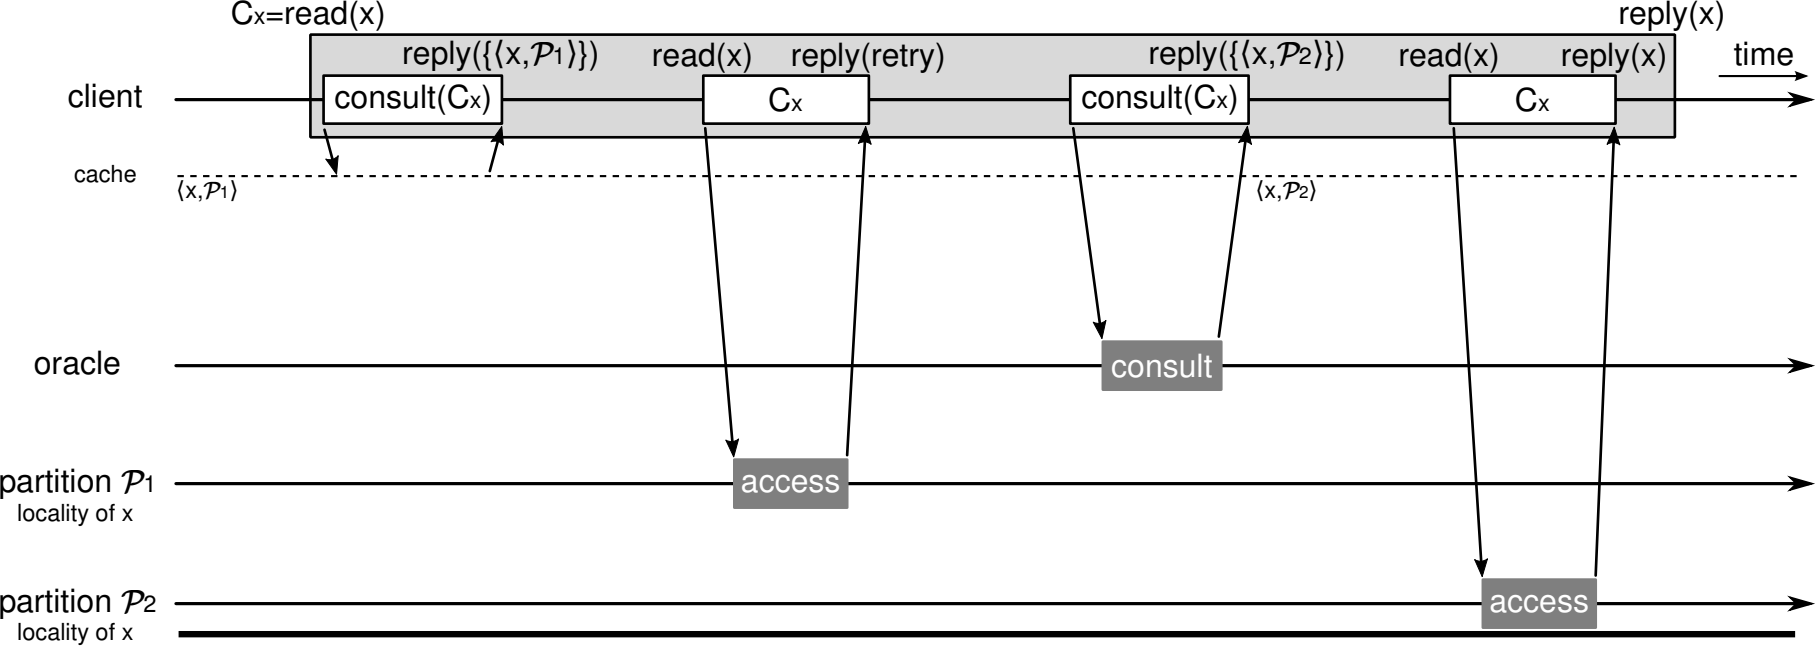 Cx=read(x)
reply(x)
reply({⟨x,𝒫1⟩})
read(x)
reply(retry)
reply({⟨x,𝒫2⟩})
read(x)
reply(x)
time
client
consult(Cx)
Cx
consult(Cx)
Cx
cache
⟨x,𝒫1⟩
⟨x,𝒫2⟩
oracle
consult
partition 𝒫1
access
locality of x
partition 𝒫2
access
locality of x